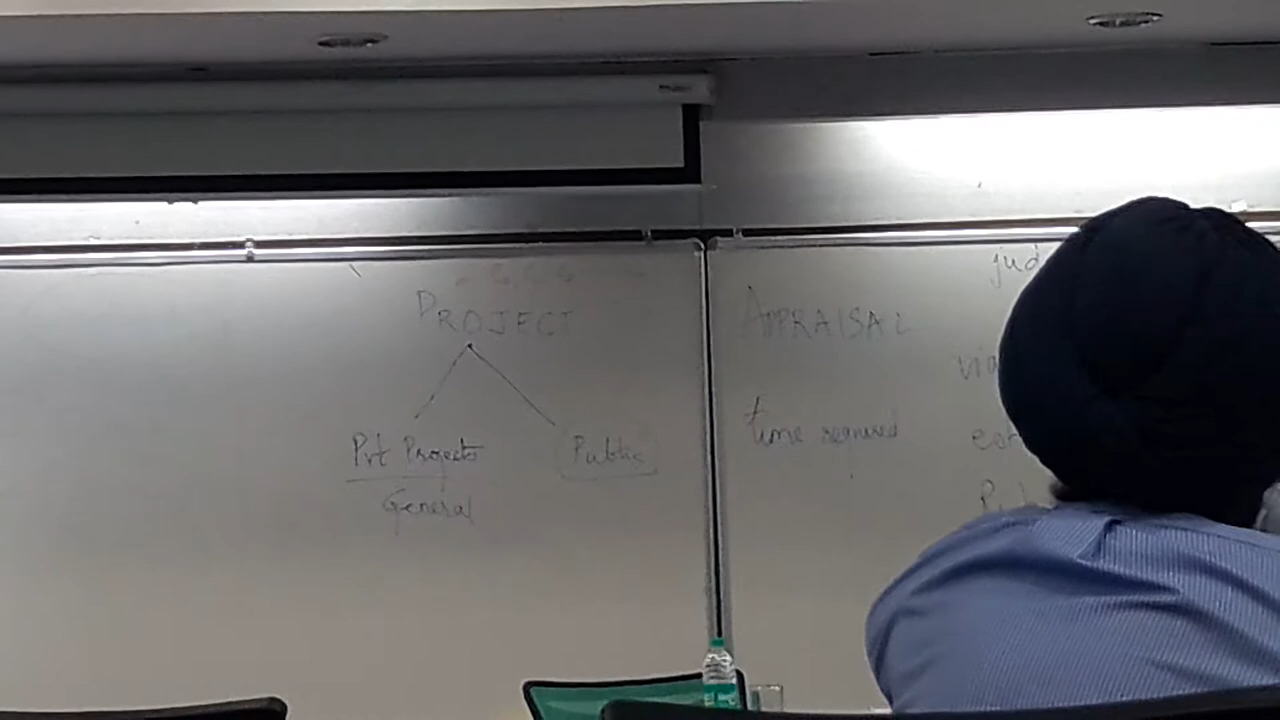 PROJECT
Pvt Projects
Public
General
APPRAISAL
time required